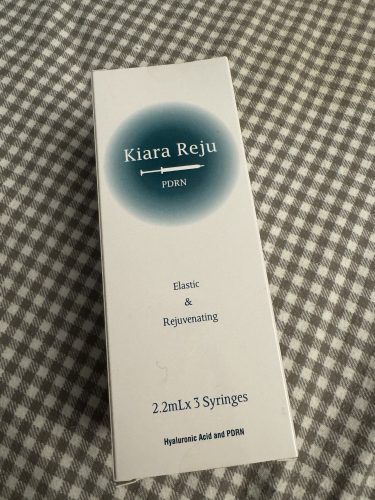 Kiara Reju
PDRN
Elastic
&
Rejuvenating
2.2mLx 3 Syringes
Hyaluronic Acid and PDRN